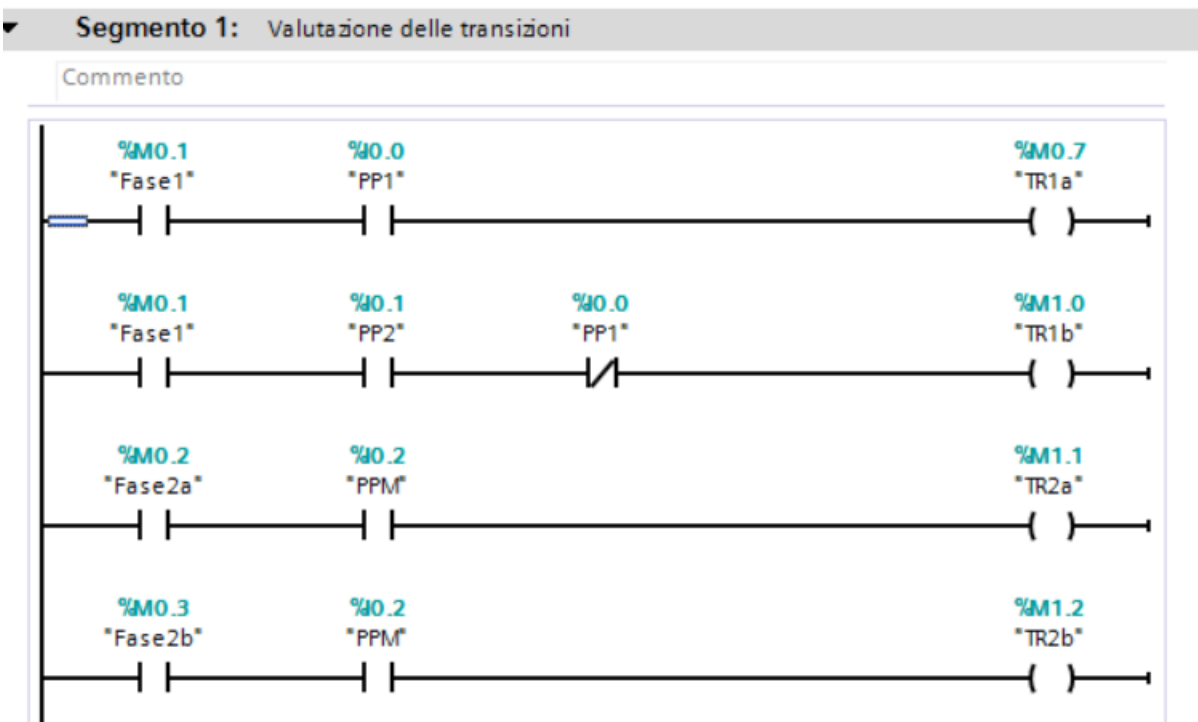 Segmento 1: Valutazione delle transizioni
Commento
%M0.1 %I0.0 %M0.7
"Fase1" "PP1" "TR1a"
%M0.1 %I0.1 %I0.0 %M1.0
"Fase1" "PP2" "PP1" "TR1b"
%M0.2 %I0.2 %M1.1
"Fase2a" "PPM" "TR2a"
%M0.3 %I0.2 %M1.2
"Fase2b" "PPM" "TR2b"